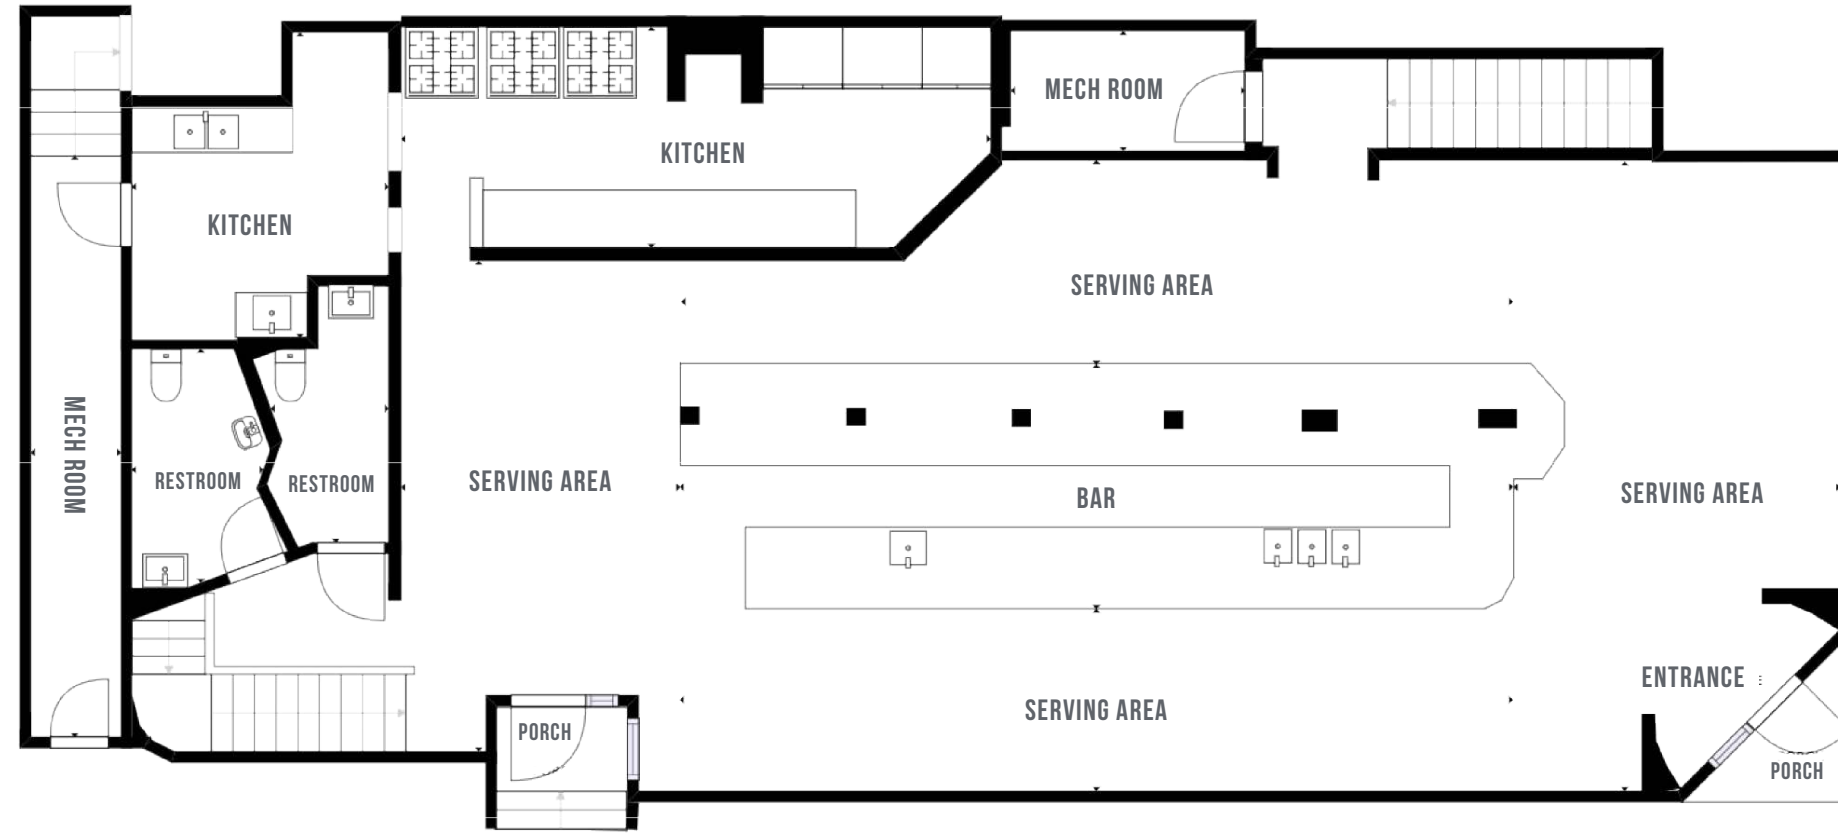 MECH ROOM
KITCHEN
KITCHEN
SERVING AREA
MECH ROOM
RESTROOM
RESTROOM
SERVING AREA
BAR
SERVING AREA
ENTRANCE
SERVING AREA
PORCH
PORCH